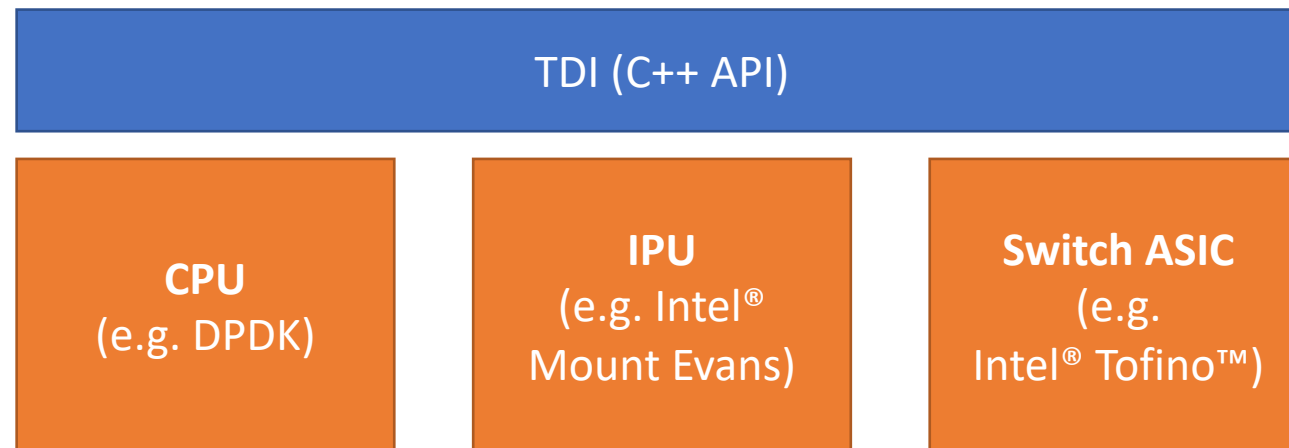 TDI (C++ API)
CPU
(e.g. DPDK)
IPU
(e.g. Intel®
Mount Evans)
Switch ASIC
(e.g.
Intel® Tofino™)